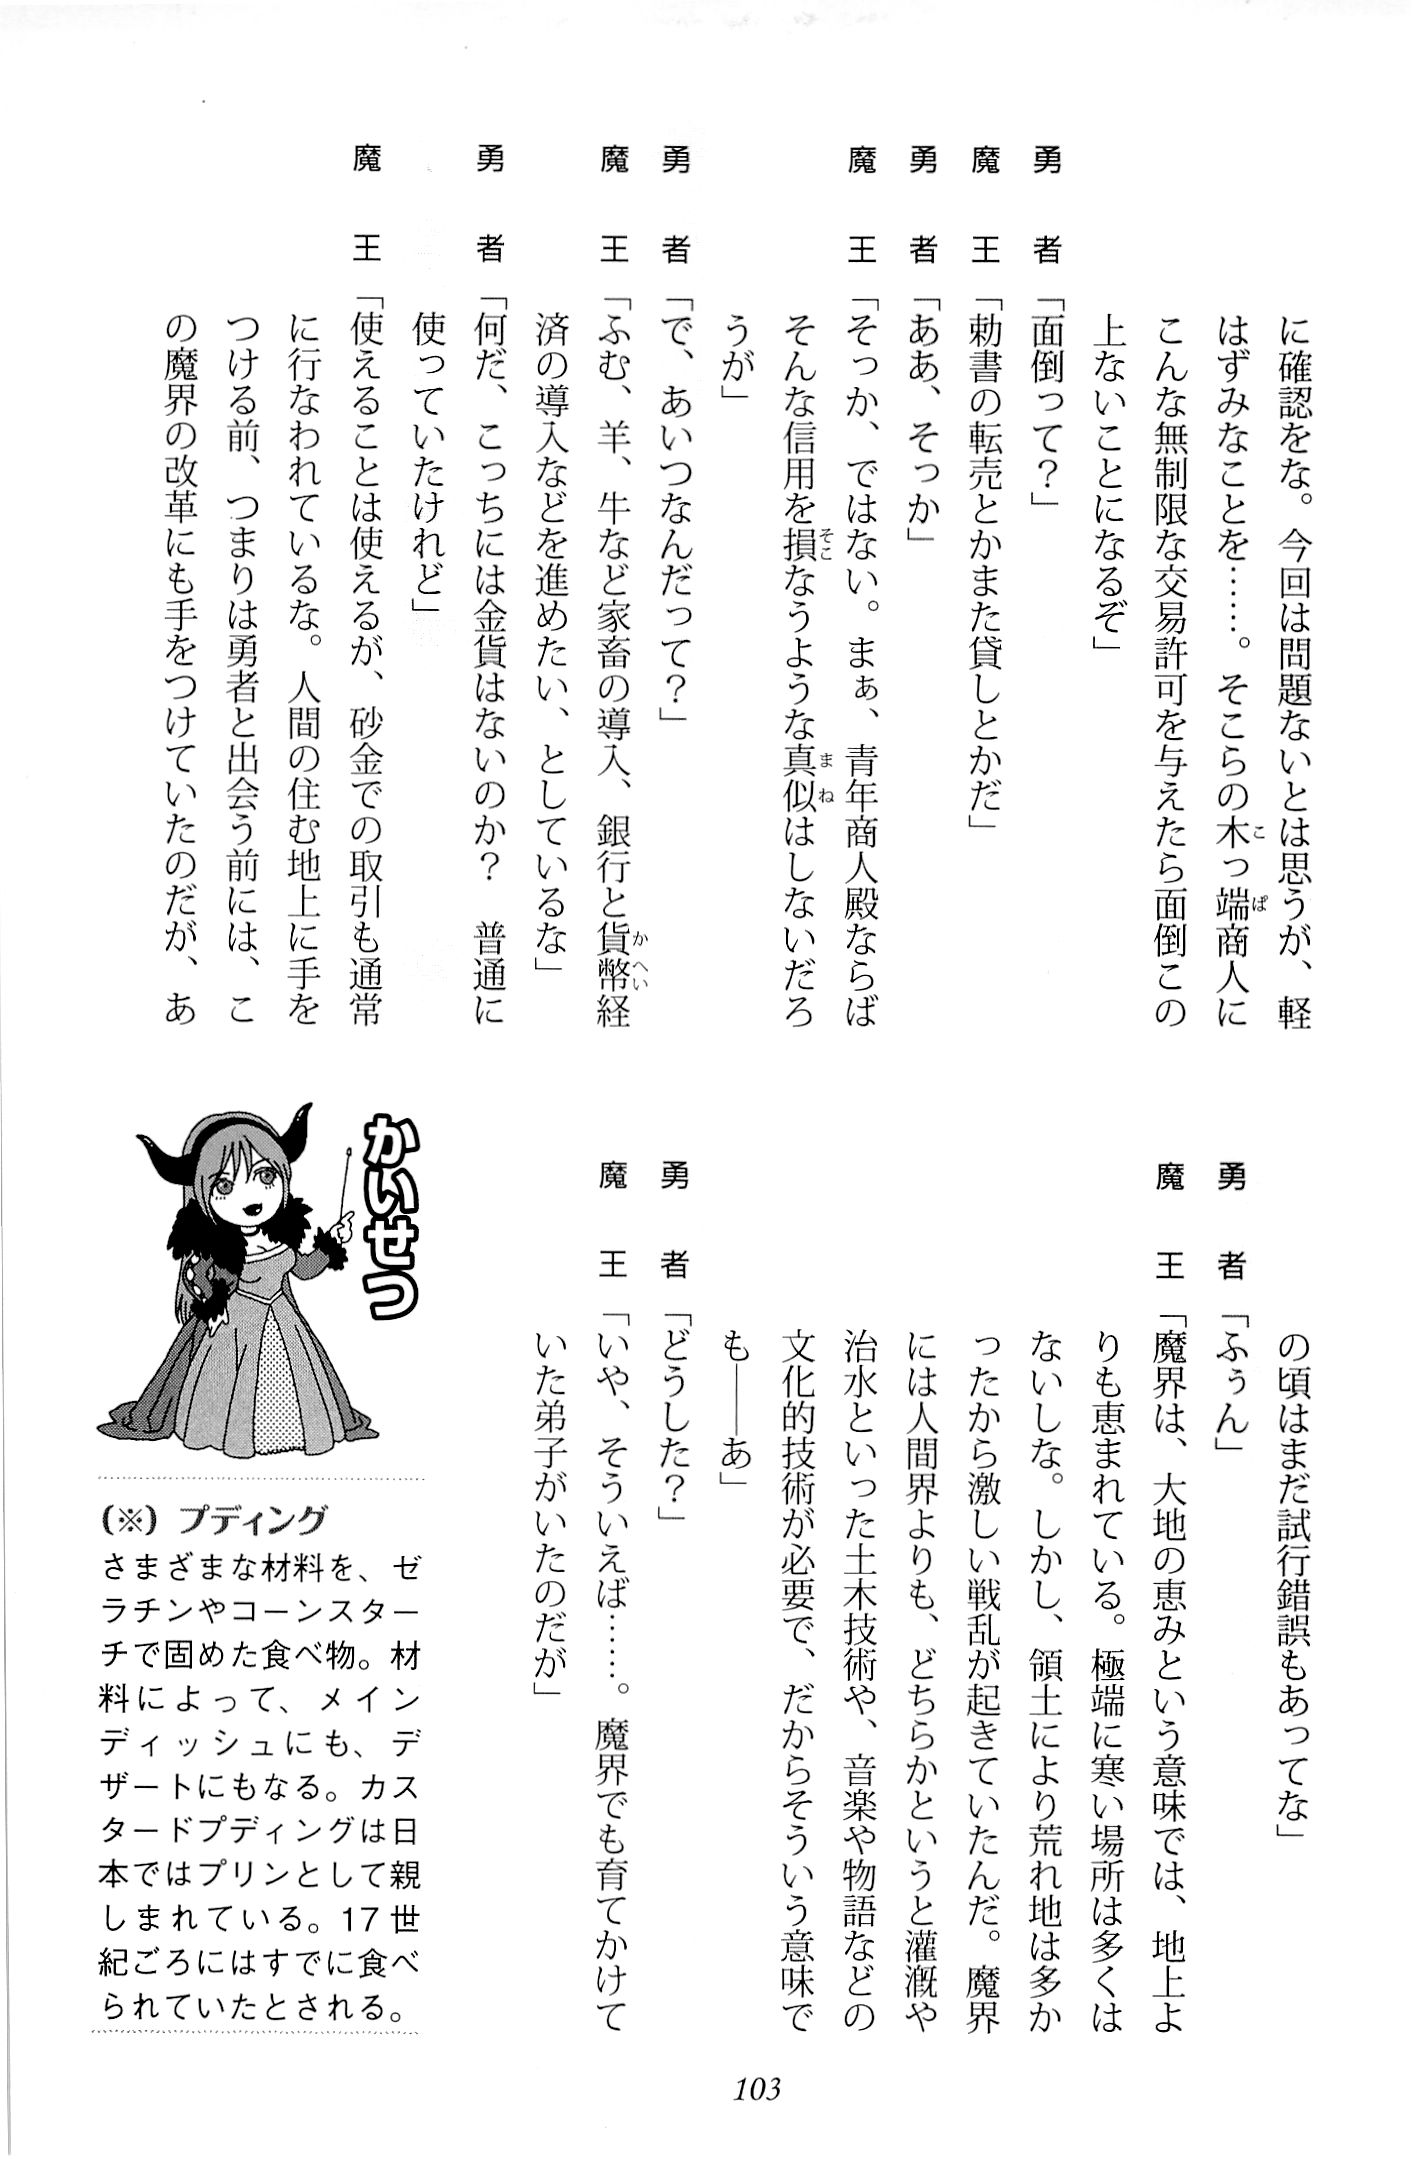 に確認をな。今回は問題ないとは思うが、軽
はずみなことを……。そこらの木っ端商人に
こんな無制限な交易許可を与えたら面倒この
上ないことになるぞ」
勇者「面倒って？」
魔王「勅書の転売とかまた貸しとかだ」
勇者「ああ、そっか」
魔王「そっか、ではない。まぁ、青年商人殿ならば
そんな信用を損なうような真似はしないだろ
うが」
勇者「で、あいつなんだって？」
魔王「ふむ、羊、牛など家畜の導入、銀行と貨幣経
済の導入などを進めたい、としているな」
勇者「何だ、こっちには金貨はないのか？　普通に
使っていたけれど」
魔王「使えることは使えるが、砂金での取引も通常
に行なわれているな。人間の住む地上に手を
つける前、つまりは勇者と出会う前には、こ
の魔界の改革にも手をつけていたのだが、あ
の頃はまだ試行錯誤もあってな」
勇者「ふぅん」
魔王「魔界は、大地の恵みという意味では、地上よ
りも恵まれている。極端に寒い場所は多くは
ないしな。しかし、領土により荒れ地は多か
ったから激しい戦乱が起きていたんだ。魔界
には人間界よりも、どちらかというと灌漑や
治水といった土木技術や、音楽や物語などの
文化的技術が必要で、だからそういう意味で
も――あ」
勇者「どうした？」
魔王「いや、そういえば……。魔界でも育てかけて
いた弟子がいたのだが」
かいせつ
（※）プディング
さまざまな材料を、ゼ
ラチンやコーンスター
チで固めた食べ物。材
料によって、メイン
ディッシュにも、デ
ザートにもなる。カス
タードプディングは日
本ではプリンとして親
しまれている。17世
紀ごろにはすでに食べ
られていたとされる。
103